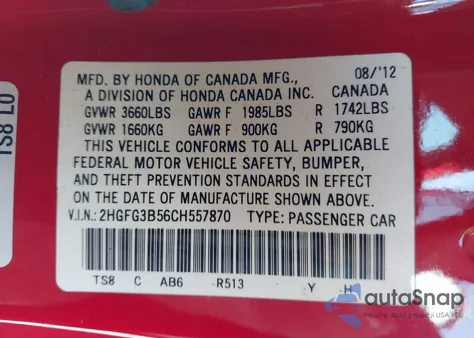 MFD. BY HONDA OF CANADA MFG., 08/'12
A DIVISION OF HONDA CANADA INC. CANADA
GVWR 3660LBS GAWR F 1985LBS R 1742LBS
GVWR 1660KG GAWR F 900KG R 790KG
THIS VEHICLE CONFORMS TO ALL APPLICABLE
FEDERAL MOTOR VEHICLE SAFETY, BUMPER,
AND THEFT PREVENTION STANDARDS IN EFFECT
ON THE DATE OF MANUFACTURE SHOWN ABOVE.
V.I.N.: 2HGFG3B56CH557870 TYPE: PASSENGER CAR
TS8 C AB6 R513 Y H
TS8 L0
autoSnap